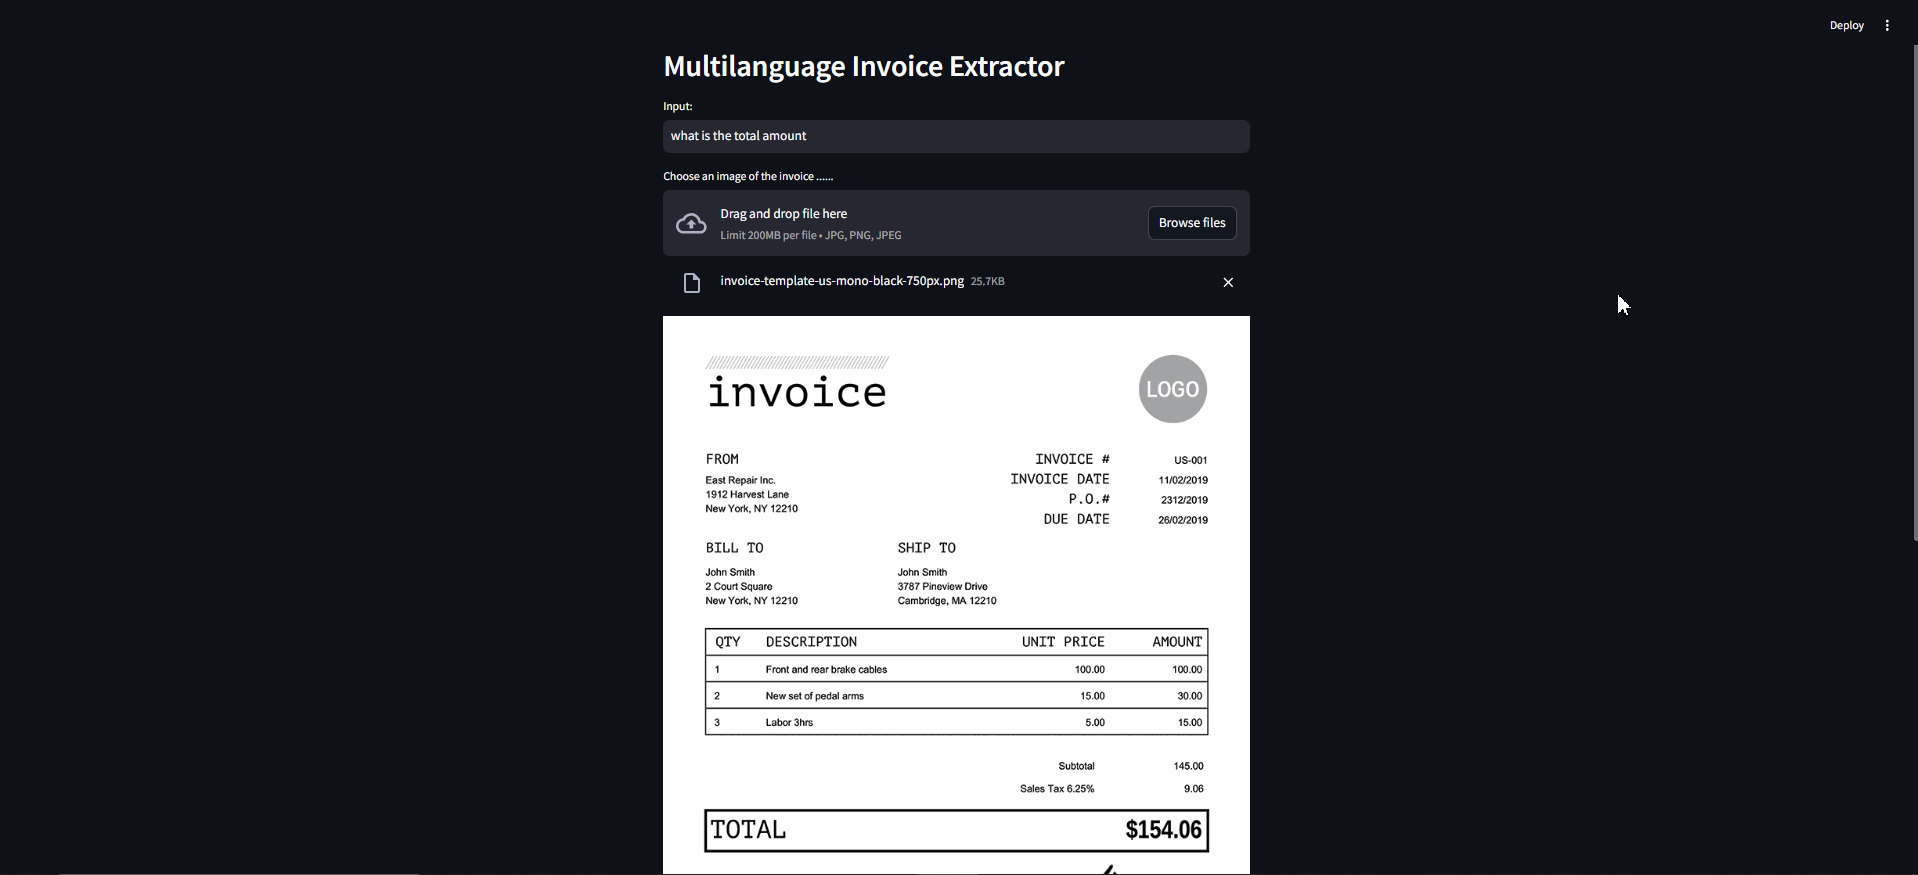 Deploy
Multilanguage Invoice Extractor
Input:
what is the total amount
Choose an image of the invoice ......
Drag and drop file here
Limit 200MB per file • JPG, PNG, JPEG
Browse files
invoice-template-us-mono-black-750px.png 25.7KB
invoice
LOGO
FROM
East Repair Inc.
1912 Harvest Lane
New York, NY 12210
INVOICE # US-001
INVOICE DATE 11/02/2019
P.O.# 2312/2019
DUE DATE 26/02/2019
BILL TO
John Smith
2 Court Square
New York, NY 12210
SHIP TO
John Smith
3787 Pineview Drive
Cambridge, MA 12210
QTY DESCRIPTION UNIT PRICE AMOUNT
1 Front and rear brake cables 100.00 100.00
2 New set of pedal arms 15.00 30.00
3 Labor 3hrs 5.00 15.00
Subtotal 145.00
Sales Tax 6.25% 9.06
TOTAL $154.06